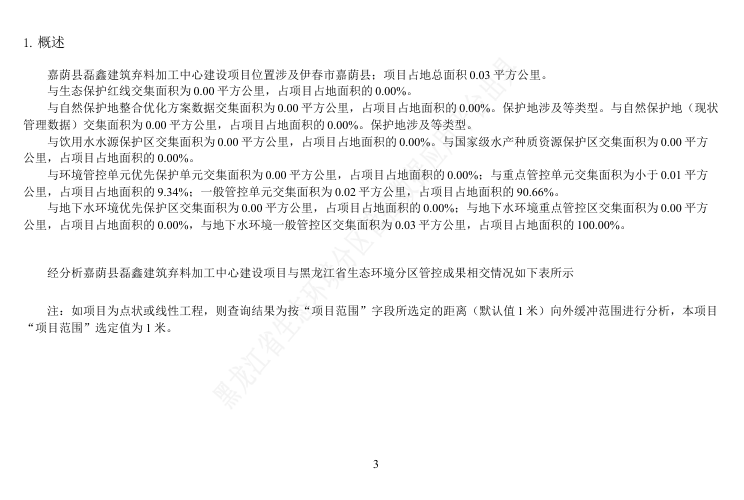 1. 概述
嘉荫县磊鑫建筑弃料加工中心建设项目位置涉及伊春市嘉荫县；项目占地总面积 0.03 平方公里。
与生态保护红线交集面积为 0.00 平方公里，占项目占地面积的 0.00%。
与自然保护地整合优化方案数据交集面积为 0.00 平方公里，占项目占地面积的 0.00%。保护地涉及等类型。与自然保护地（现状
管理数据）交集面积为 0.00 平方公里，占项目占地面积的 0.00%。保护地涉及等类型。
与饮用水水源保护区交集面积为 0.00 平方公里，占项目占地面积的 0.00%。与国家级水产种质资源保护区交集面积为 0.00 平方
公里，占项目占地面积的 0.00%。
与环境管控单元优先保护单元交集面积为 0.00 平方公里，占项目占地面积的 0.00%；与重点管控单元交集面积为小于 0.01 平方
公里，占项目占地面积的 9.34%；一般管控单元交集面积为 0.02 平方公里，占项目占地面积的 90.66%。
与地下水环境优先保护区交集面积为 0.00 平方公里，占项目占地面积的 0.00%；与地下水环境重点管控区交集面积为 0.00 平方
公里，占项目占地面积的 0.00%，与地下水环境一般管控区交集面积为 0.03 平方公里，占项目占地面积的 100.00%。
经分析嘉荫县磊鑫建筑弃料加工中心建设项目与黑龙江省生态环境分区管控成果相交情况如下表所示
注：如项目为点状或线性工程，则查询结果为按“项目范围”字段所选定的距离（默认值 1 米）向外缓冲范围进行分析，本项目
“项目范围”选定值为 1 米。
黑龙江省生态环境分区
3